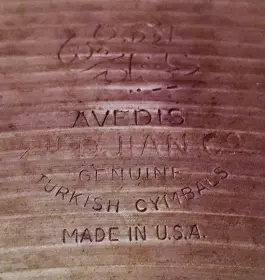 AVEDIS
ZILDJIAN CO.
GENUINE
TURKISH CYMBALS
MADE IN U.S.A.